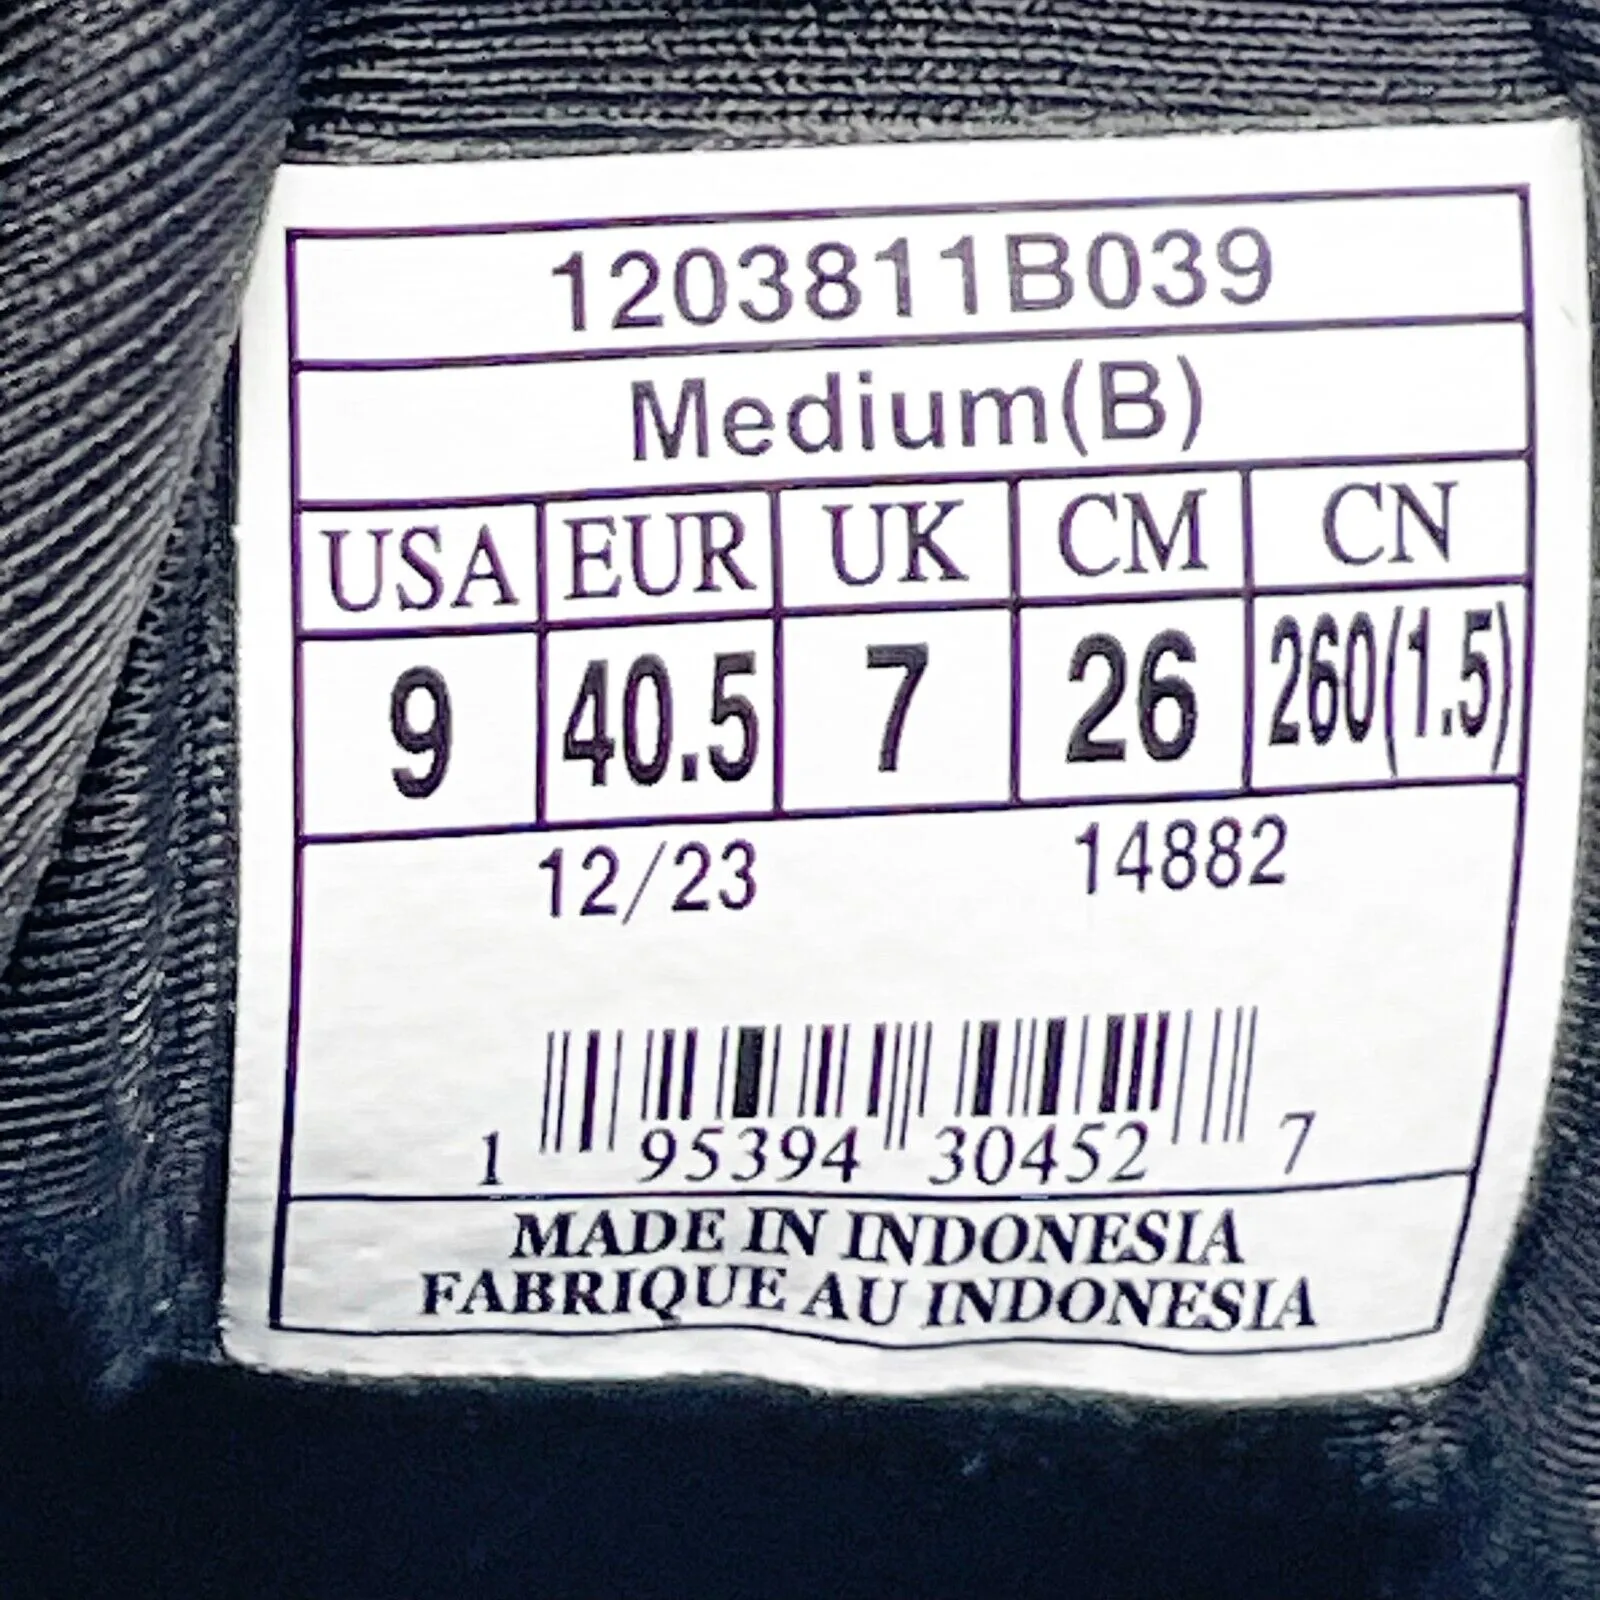 1203811B039
Medium(B)
USA EUR UK CM CN
9 40.5 7 26 260(1.5)
12/23 14882
1 95394 30452 7
MADE IN INDONESIA
FABRIQUE AU INDONESIA